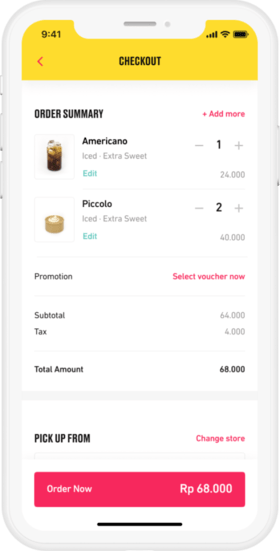 9:41
CHECKOUT
ORDER SUMMARY
+ Add more
Americano
Iced · Extra Sweet
Edit
1
24.000
Piccolo
Iced · Extra Sweet
Edit
2
40.000
Promotion
Select voucher now
Subtotal
64.000
Tax
4.000
Total Amount
68.000
PICK UP FROM
Change store
Order Now
Rp 68.000